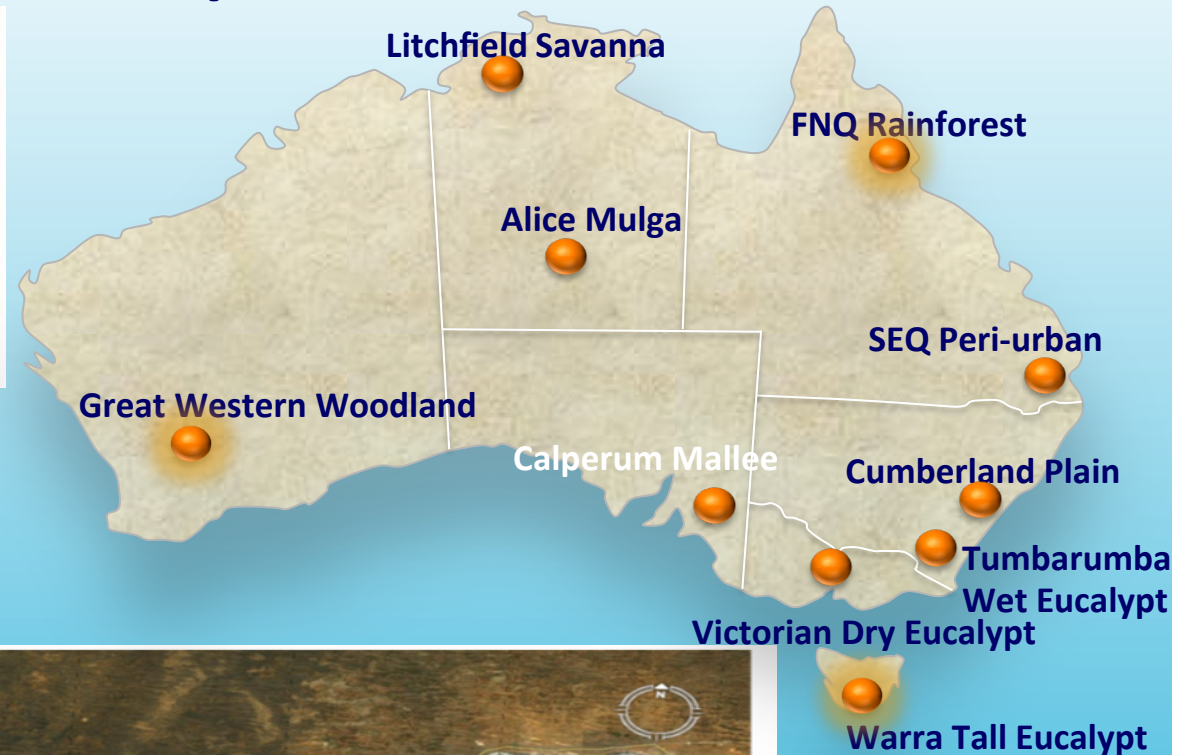 Litchfield Savanna
FNQ Rainforest
Alice Mulga
SEQ Peri-urban
Great Western Woodland
Calperum Mallee
Cumberland Plain
Tumbarumba
Wet Eucalypt
Victorian Dry Eucalypt
N
Warra Tall Eucalypt